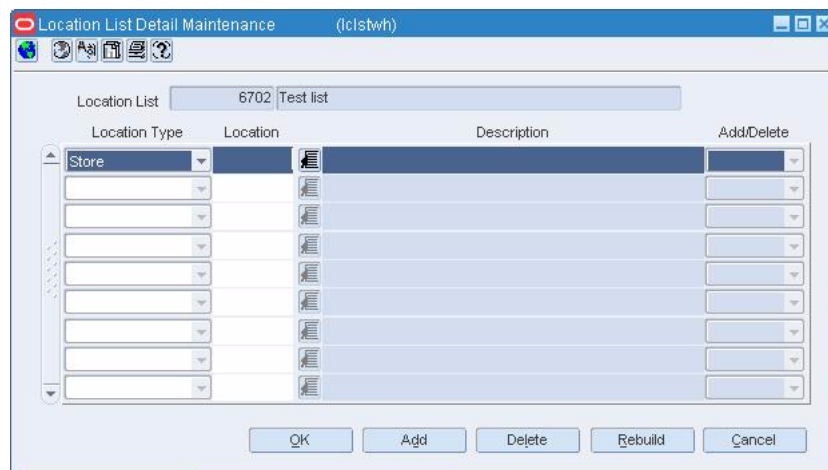 Location List Detail Maintenance (lclstwh)
Location List 6702 Test list
Location Type Location Description Add/Delete
Store
OK Add Delete Rebuild Cancel